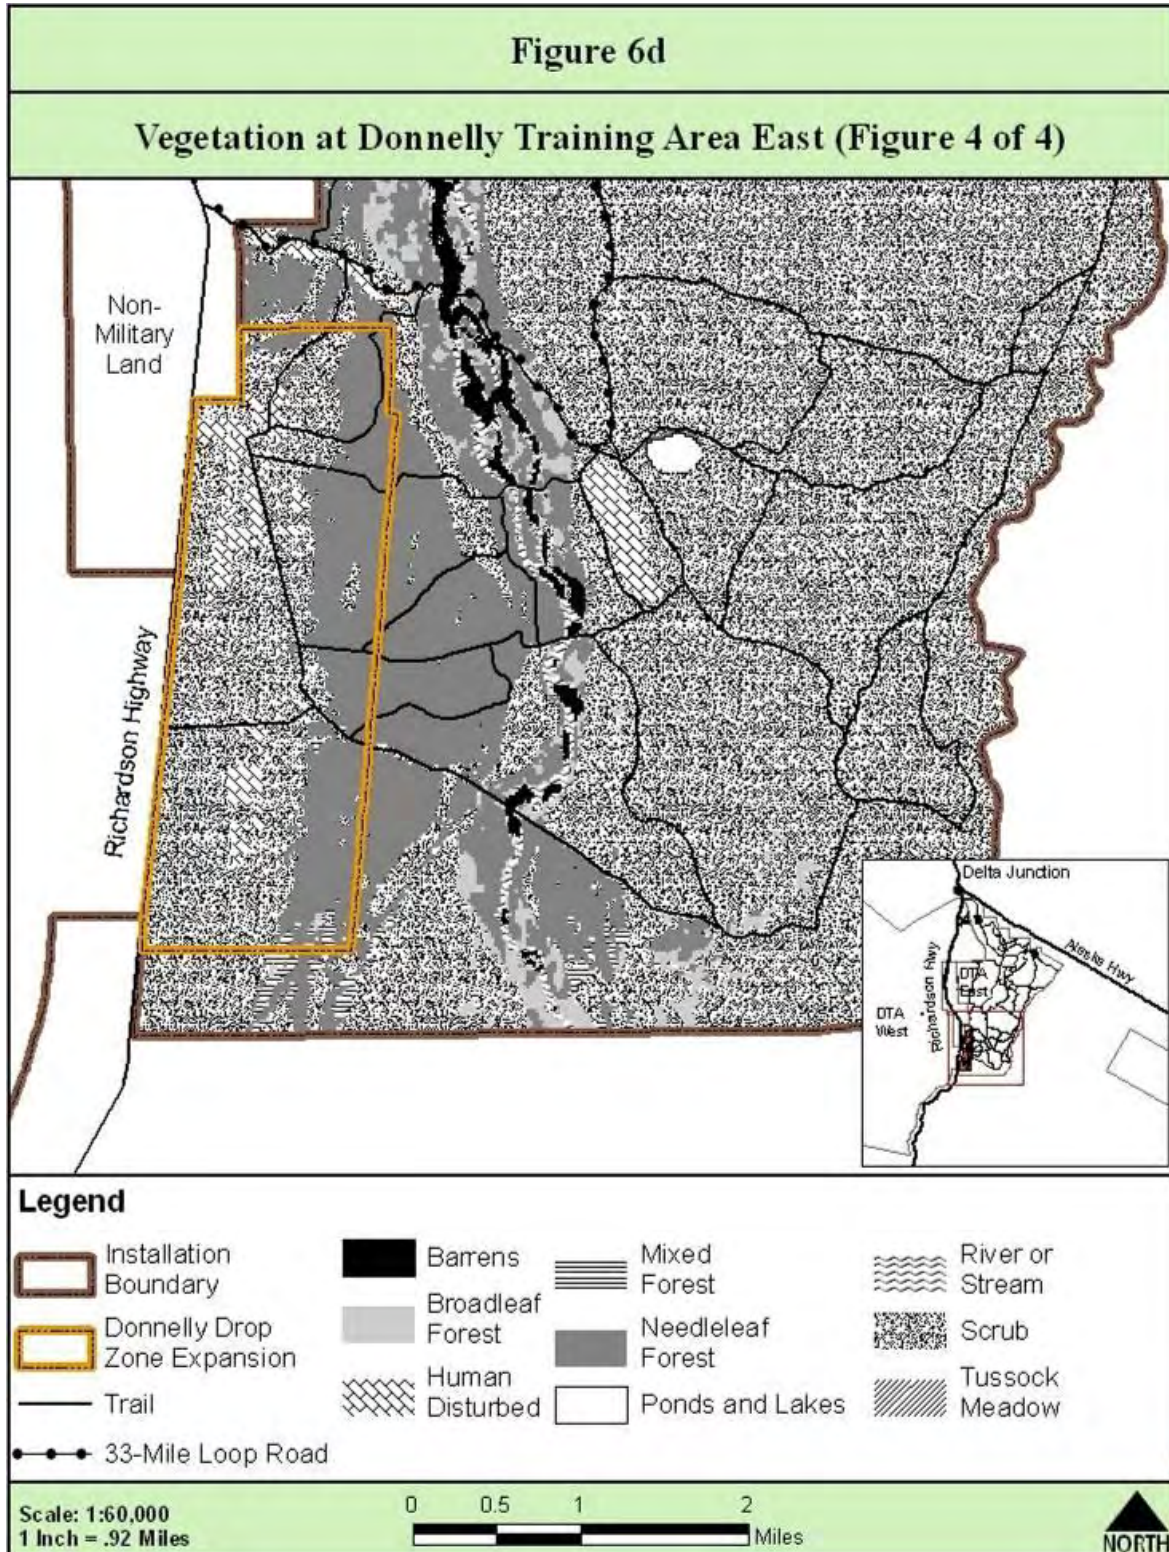 Figure 6d
Vegetation at Donnelly Training Area East (Figure 4 of 4)
Non-
Military
Land
Richardson Highway
Delta Junction
Alaska Hwy
Richardson Hwy
DTA
East
DTA
West
Legend
Installation
Boundary
Donnelly Drop
Zone Expansion
Trail
33-Mile Loop Road
Barrens
Broadleaf
Forest
Human
Disturbed
Mixed
Forest
Needleleaf
Forest
Ponds and Lakes
River or
Stream
Scrub
Tussock
Meadow
Scale: 1:60,000
1 Inch = .92 Miles
0 0.5 1 2
Miles
NORTH